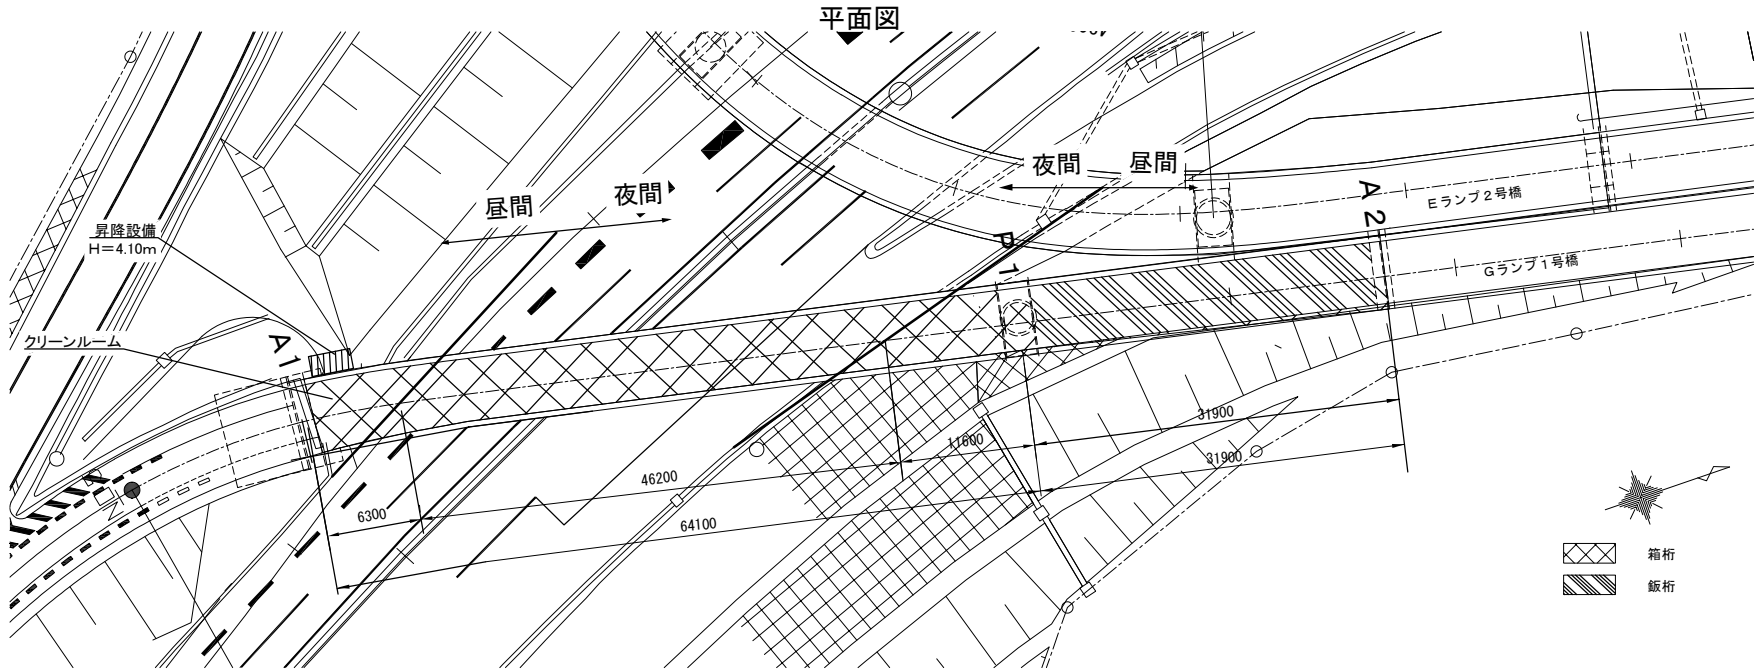 平面図
夜間
昼間
昼間
夜間
A2
Eランプ2号橋
昇降設備
H=4.10m
P1
Gランプ1号橋
クリーンルーム
A1
31900
11600
31900
46200
6300
64100
箱桁
鈑桁